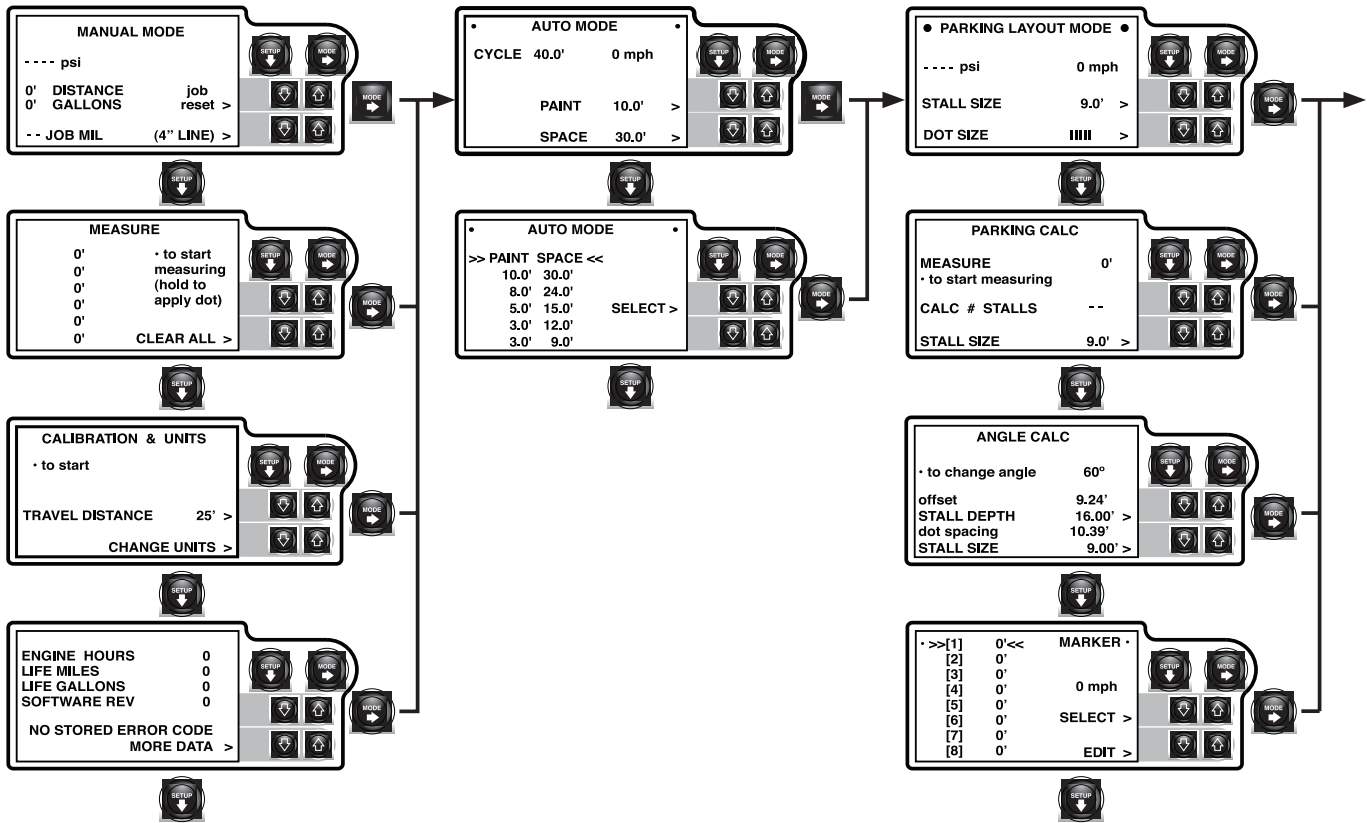 MANUAL MODE
- - - - psi
0' DISTANCE job
0' GALLONS reset >
- - JOB MIL (4” LINE) >
SETUP
MODE
MODE
SETUP
MEASURE
0' • to start
0' measuring
0' (hold to
0' apply dot)
0'
0' CLEAR ALL >
SETUP
MODE
MODE
SETUP
CALIBRATION & UNITS
• to start
TRAVEL DISTANCE 25’ >
CHANGE UNITS >
SETUP
MODE
MODE
SETUP
ENGINE HOURS 0
LIFE MILES 0
LIFE GALLONS 0
SOFTWARE REV 0
NO STORED ERROR CODE
MORE DATA >
SETUP
MODE
MODE
SETUP
• AUTO MODE •
CYCLE 40.0' 0 mph
PAINT 10.0' >
SPACE 30.0' >
SETUP
MODE
MODE
SETUP
• AUTO MODE •
>> PAINT SPACE <<
10.0' 30.0'
8.0' 24.0'
5.0' 15.0' SELECT >
3.0' 12.0'
3.0' 9.0'
SETUP
MODE
MODE
SETUP
● PARKING LAYOUT MODE ●
- - - - psi 0 mph
STALL SIZE 9.0' >
DOT SIZE IIIII >
SETUP
MODE
MODE
SETUP
PARKING CALC
MEASURE 0'
• to start measuring
CALC # STALLS - -
STALL SIZE 9.0' >
SETUP
MODE
MODE
SETUP
ANGLE CALC
• to change angle 60º
offset 9.24’
STALL DEPTH 16.00’ >
dot spacing 10.39’
STALL SIZE 9.00’ >
SETUP
MODE
MODE
SETUP
• >>[1] 0'<< MARKER •
[2] 0’
[3] 0’
[4] 0’ 0 mph
[5] 0’
[6] 0’ SELECT >
[7] 0’
[8] 0’ EDIT >
SETUP
MODE
MODE
SETUP